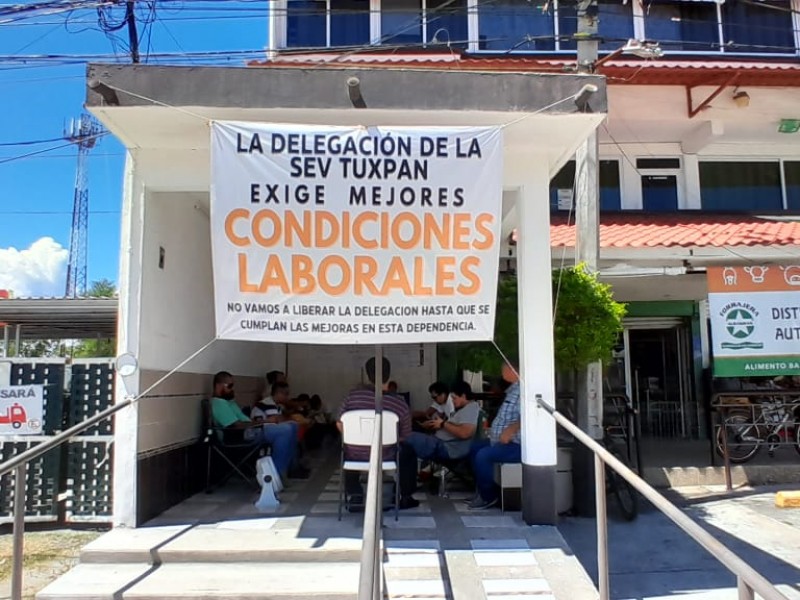 LA DELEGACIÓN DE LA
SEV TUXPAN
EXIGE MEJORES
CONDICIONES
LABORALES
NO VAMOS A LIBERAR LA DELEGACION HASTA QUE SE
CUMPLAN LAS MEJORAS EN ESTA DEPENDENCIA.
SARÁ
FORRAJERA
DIST
AUT
ALIMENTO BA